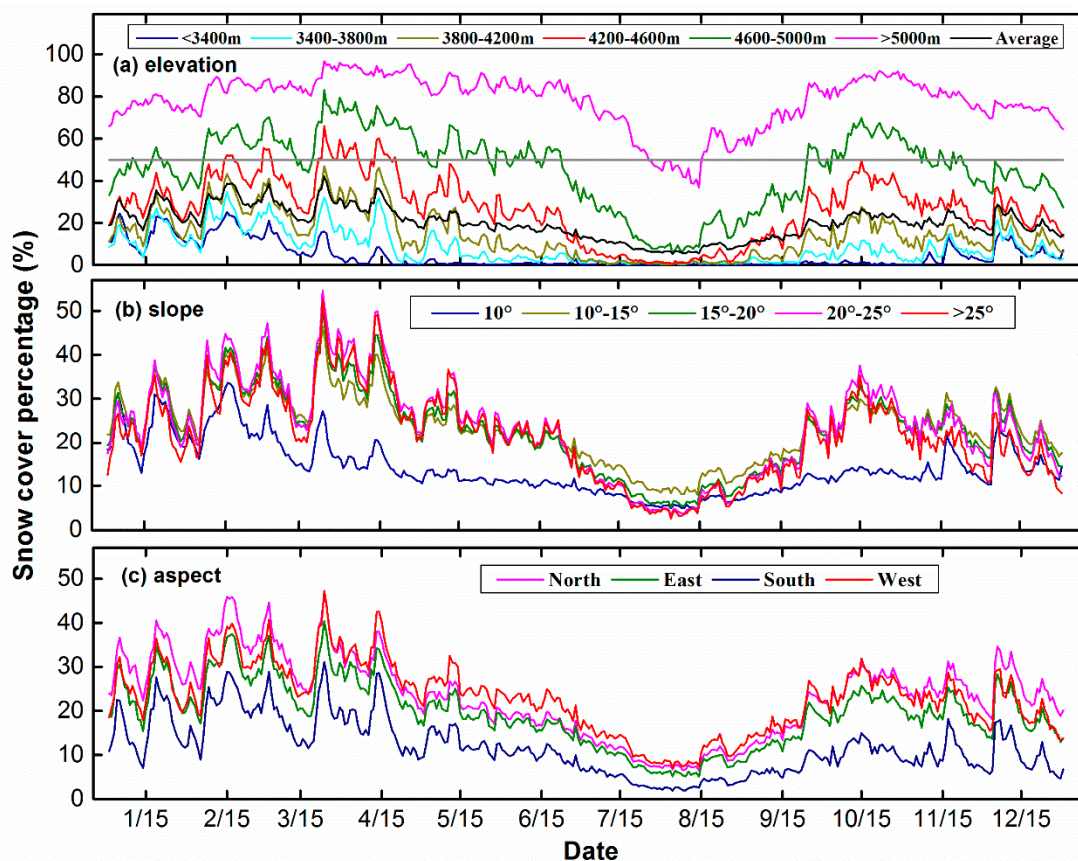 <3400m 3400-3800m 3800-4200m 4200-4600m 4600-5000m >5000m Average
100
(a) elevation
80
60
40
20
0
(b) slope
10° 10°-15° 15°-20° 20°-25° >25°
50
40
30
20
10
0
(c) aspect
North East South West
50
40
30
20
10
0
Snow cover percentage (%)
1/15 2/15 3/15 4/15 5/15 6/15 7/15 8/15 9/15 10/15 11/15 12/15
Date